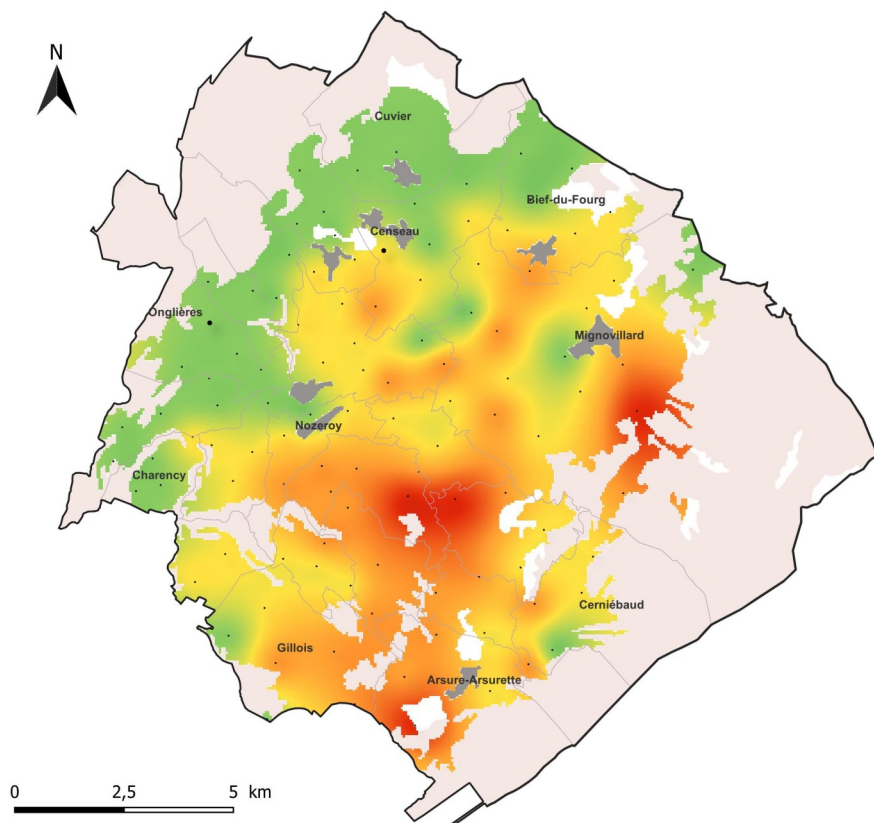 N
Cuvier
Bief-du-Fourg
Censeau
Onglières
Mignovillard
Nozeroy
Charency
Cerniébaud
Gillois
Arsure-Arsurette
0 2,5 5 km